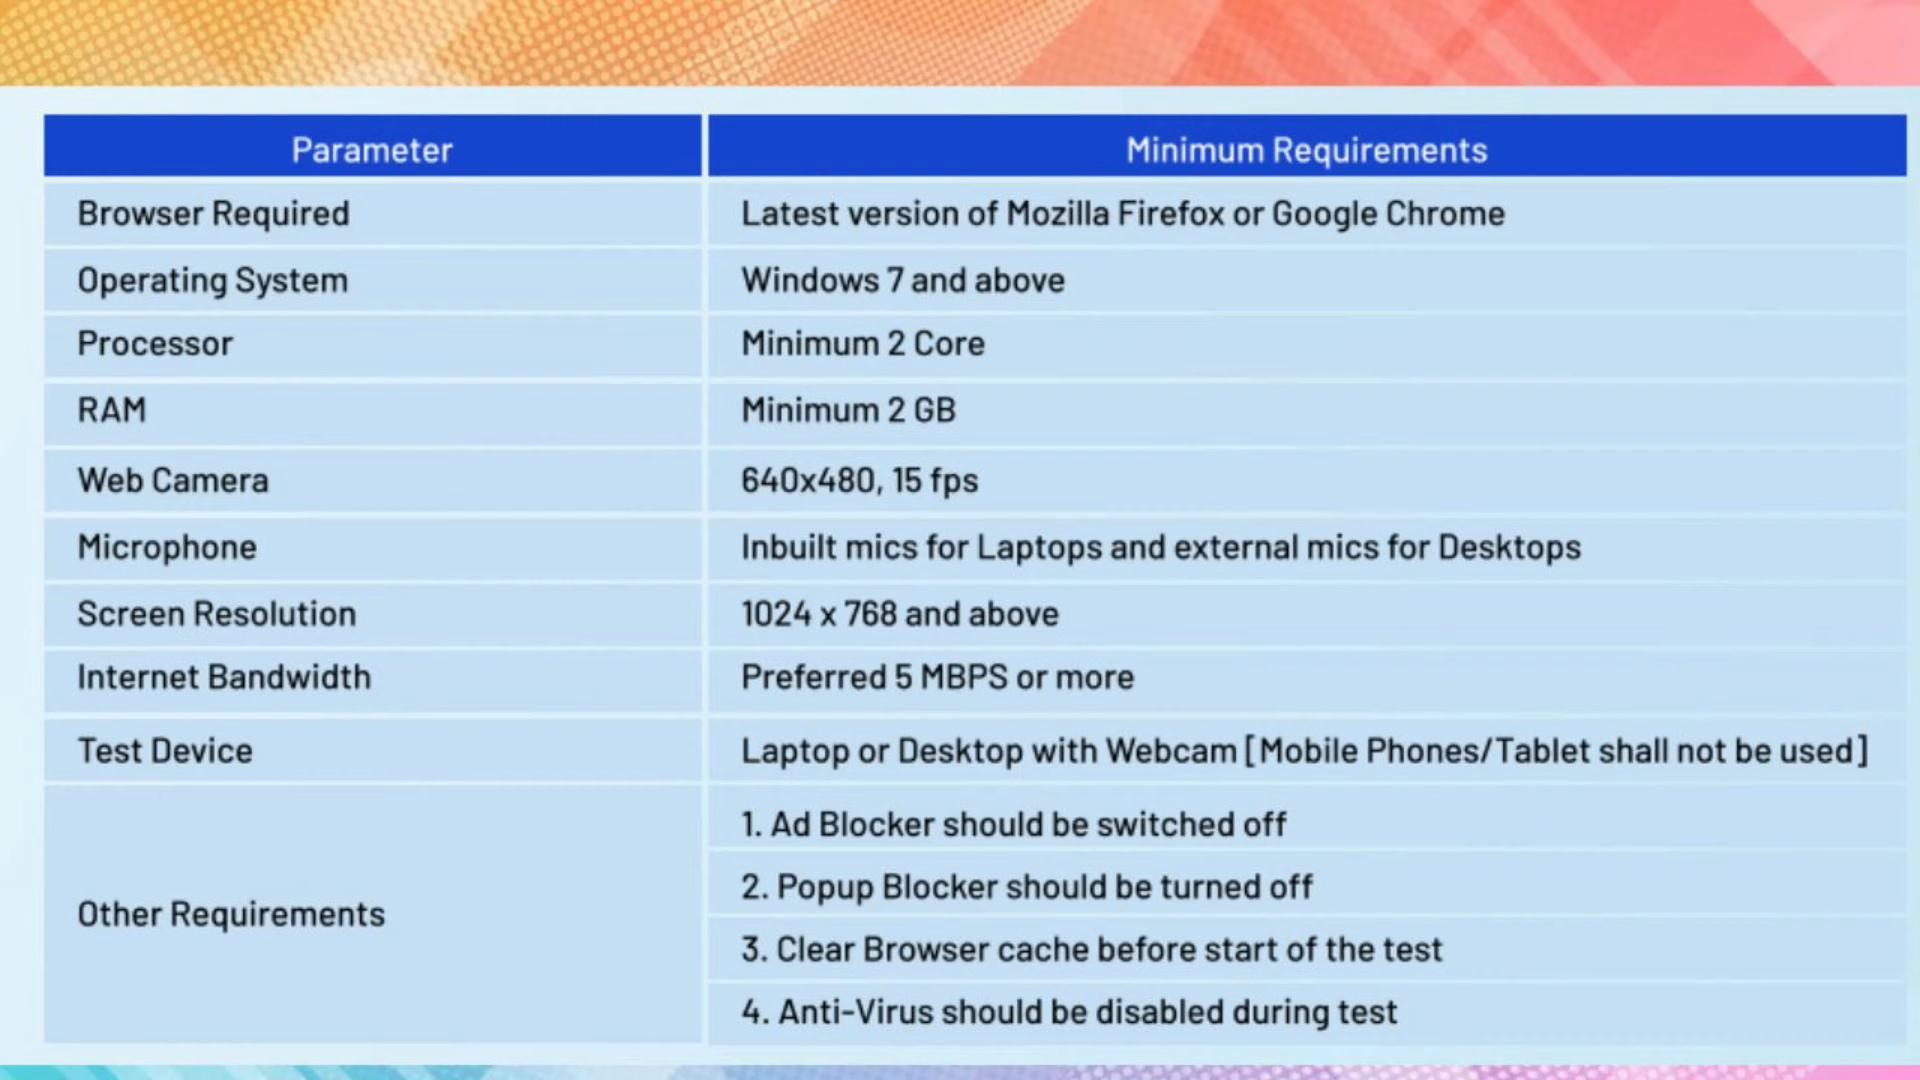 Parameter
Minimum Requirements
Browser Required
Latest version of Mozilla Firefox or Google Chrome
Operating System
Windows 7 and above
Processor
Minimum 2 Core
RAM
Minimum 2 GB
Web Camera
640x480, 15 fps
Microphone
Inbuilt mics for Laptops and external mics for Desktops
Screen Resolution
1024 x 768 and above
Internet Bandwidth
Preferred 5 MBPS or more
Test Device
Laptop or Desktop with Webcam [Mobile Phones/Tablet shall not be used]
Other Requirements
1. Ad Blocker should be switched off
2. Popup Blocker should be turned off
3. Clear Browser cache before start of the test
4. Anti-Virus should be disabled during test